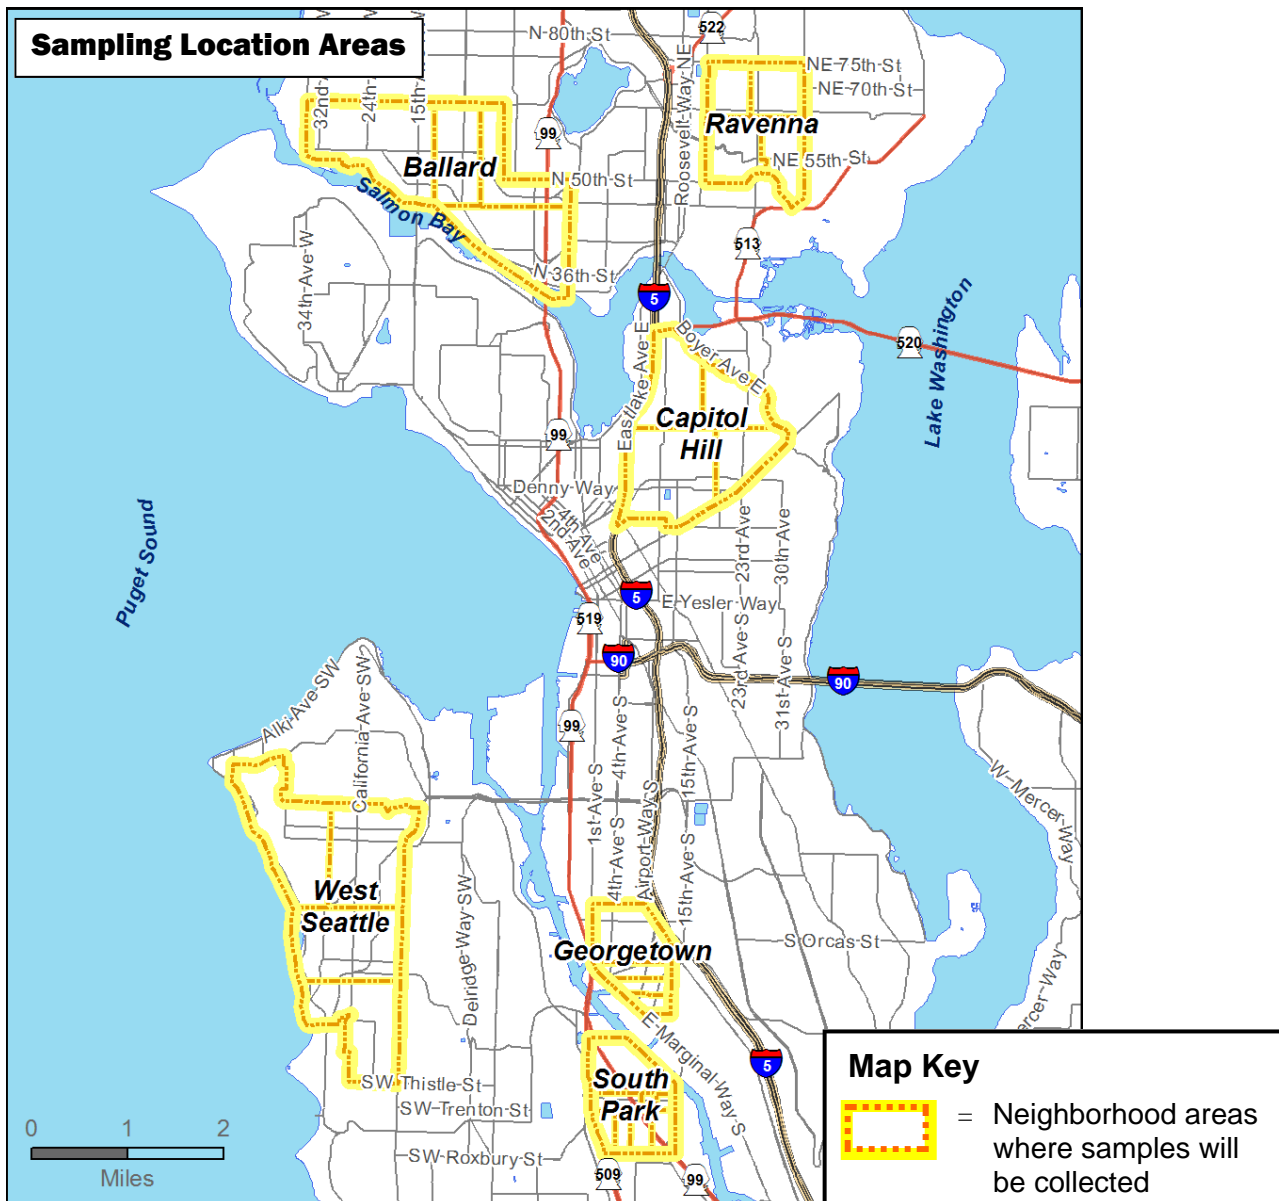 Sampling Location Areas
N 80th St
522
32nd A
24th
15th
Roosevelt Way NE
NE 75th St
NE 70th St
99
Ravenna
Ballard
NE 55th St
N 50th St
Salmon Bay
513
34th Ave W
N 36th St
5
Boyer Ave E
520
Lake Washington
Eastlake Ave E
Capitol
Hill
99
Denny Way
4th Ave
2nd Ave
23rd Ave
30th Ave
Puget Sound
5
E Yesler Way
519
90
23rd Ave S
31st Ave S
90
Alki Ave SW
California Ave SW
99
4th Ave S
15th Ave S
W Mercer Way
1st Ave S
Airport Way S
4th Ave S
15th Ave S
West
Seattle
Delridge Way SW
S Orcas St
Georgetown
ercer Way
E Marginal Way S
5
South
Park
SW Thistle St
SW Trenton St
SW Roxbury St
509
99
0 1 2
Miles
Map Key
= Neighborhood areas
where samples will
be collected